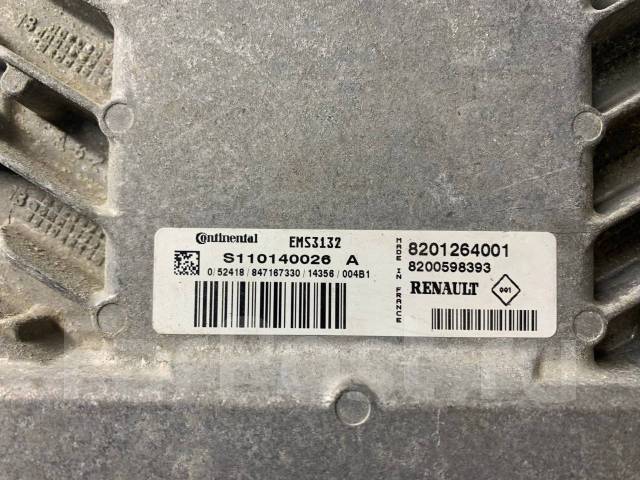 Continental EMS3132
S110140026 A
0/52418/847167330/14356/004B1
MADE IN FRANCE
8201264001
8200598393
RENAULT 001